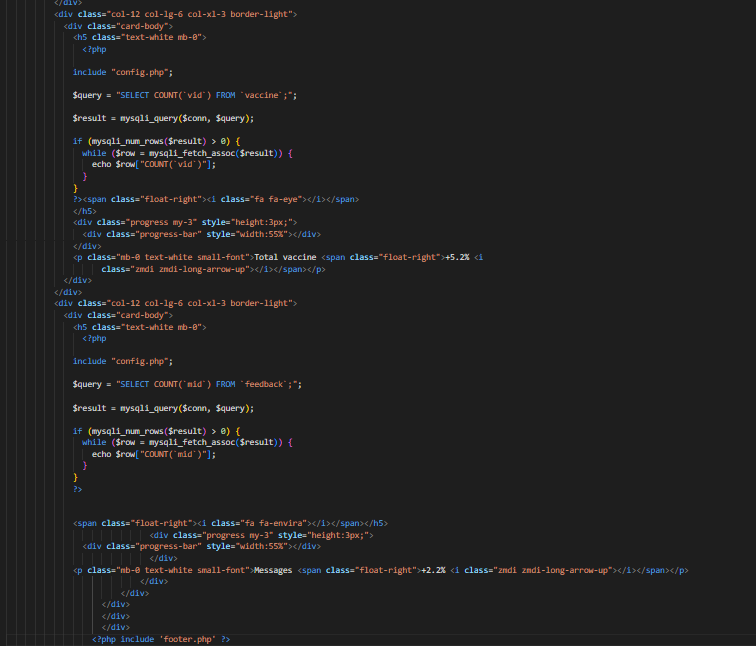 </div>
<div class="col-12 col-lg-6 col-xl-3 border-light">
<div class="card-body">
<h5 class="text-white mb-0">
<?php
include "config.php";
$query = "SELECT COUNT(`vid`) FROM `vaccine`;";
$result = mysqli_query($conn, $query);
if (mysqli_num_rows($result) > 0) {
while ($row = mysqli_fetch_assoc($result)) {
echo $row["COUNT(`vid`)"];
}
}
?><span class="float-right"><i class="fa fa-eye"></i></span>
</h5>
<div class="progress my-3" style="height:3px;">
<div class="progress-bar" style="width:55%"></div>
</div>
<p class="mb-0 text-white small-font">Total vaccine <span class="float-right">+5.2% <i
class="zmdi zmdi-long-arrow-up"></i></span></p>
</div>
</div>
<div class="col-12 col-lg-6 col-xl-3 border-light">
<div class="card-body">
<h5 class="text-white mb-0">
<?php
include "config.php";
$query = "SELECT COUNT(`mid`) FROM `feedback`;";
$result = mysqli_query($conn, $query);
if (mysqli_num_rows($result) > 0) {
while ($row = mysqli_fetch_assoc($result)) {
echo $row["COUNT(`mid`)"];
}
}
?>
<span class="float-right"><i class="fa fa-envira"></i></span></h5>
<div class="progress my-3" style="height:3px;">
<div class="progress-bar" style="width:55%"></div>
</div>
<p class="mb-0 text-white small-font">Messages <span class="float-right">+2.2% <i class="zmdi zmdi-long-arrow-up"></i></span></p>
</div>
</div>
</div>
</div>
</div>
<?php include 'footer.php' ?>